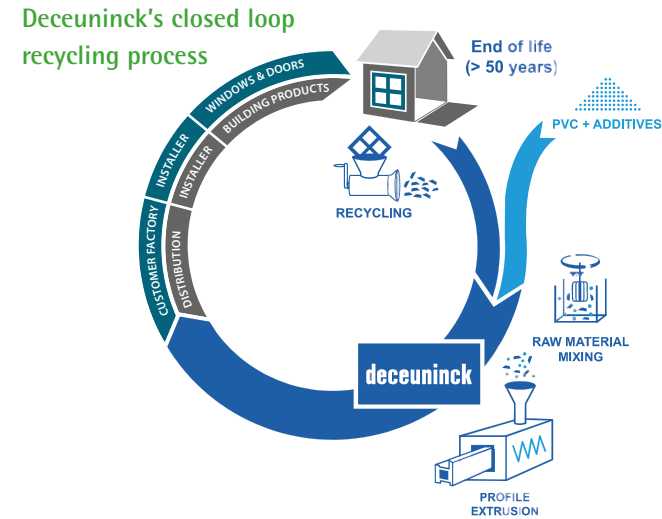 Deceuninck's closed loop
recycling process
End of life
(> 50 years)
WINDOWS & DOORS
BUILDING PRODUCTS
INSTALLER
INSTALLER
CUSTOMER FACTORY
DISTRIBUTION
PVC + ADDITIVES
RECYCLING
RAW MATERIAL
MIXING
deceuninck
PROFILE
EXTRUSION